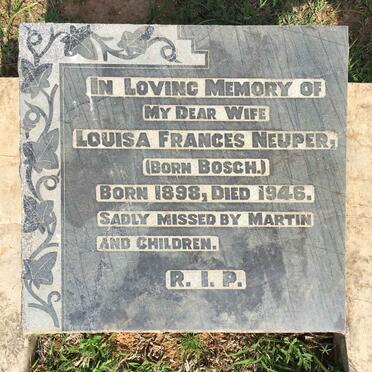 In Loving Memory of
My Dear Wife
Louisa Frances Neuper,
(Born Bosch.)
Born 1898, Died 1946.
Sadly missed by Martin
and Children.
R. I. P.